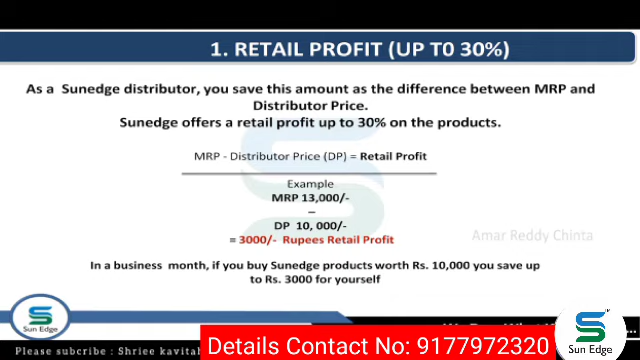 1. RETAIL PROFIT (UP T0 30%)
As a Sunedge distributor, you save this amount as the difference between MRP and
Distributor Price.
Sunedge offers a retail profit up to 30% on the products.
MRP - Distributor Price (DP) = Retail Profit
Example
MRP 13,000/-
–
DP 10, 000/-
= 3000/- Rupees Retail Profit
Amar Reddy Chinta
In a business month, if you buy Sunedge products worth Rs. 10,000 you save up
to Rs. 3000 for yourself
Sun Edge
Please subcribe : Shriee kavita
Details Contact No: 9177972320
Sun Edge